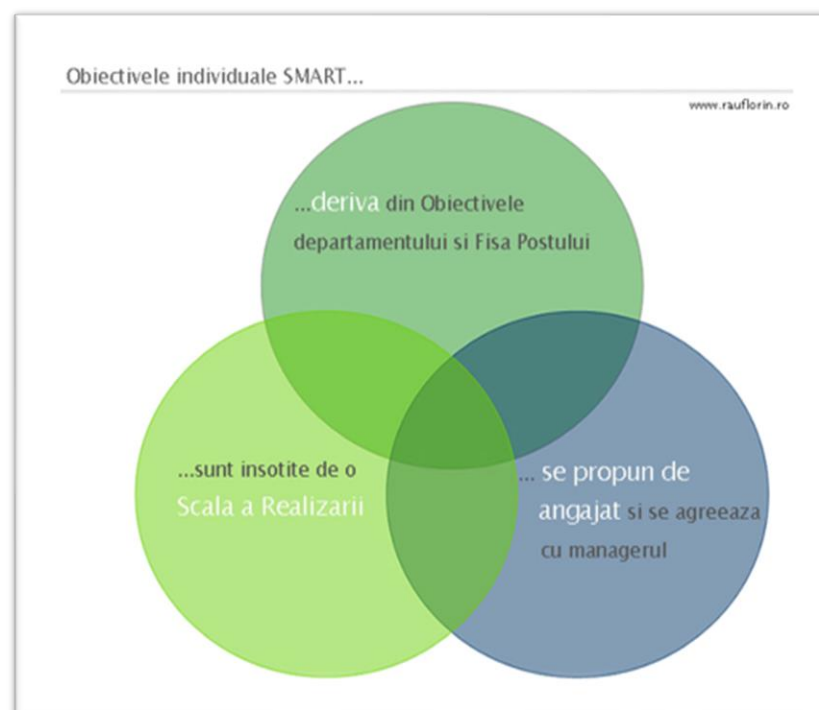 Obiectivele individuale SMART...
www.rauflorin.ro
...deriva din Obiectivele
departamentului si Fisa Postului
...sunt insotite de o
Scala a Realizarii
... se propun de
angajat si se agreeaza
cu managerul